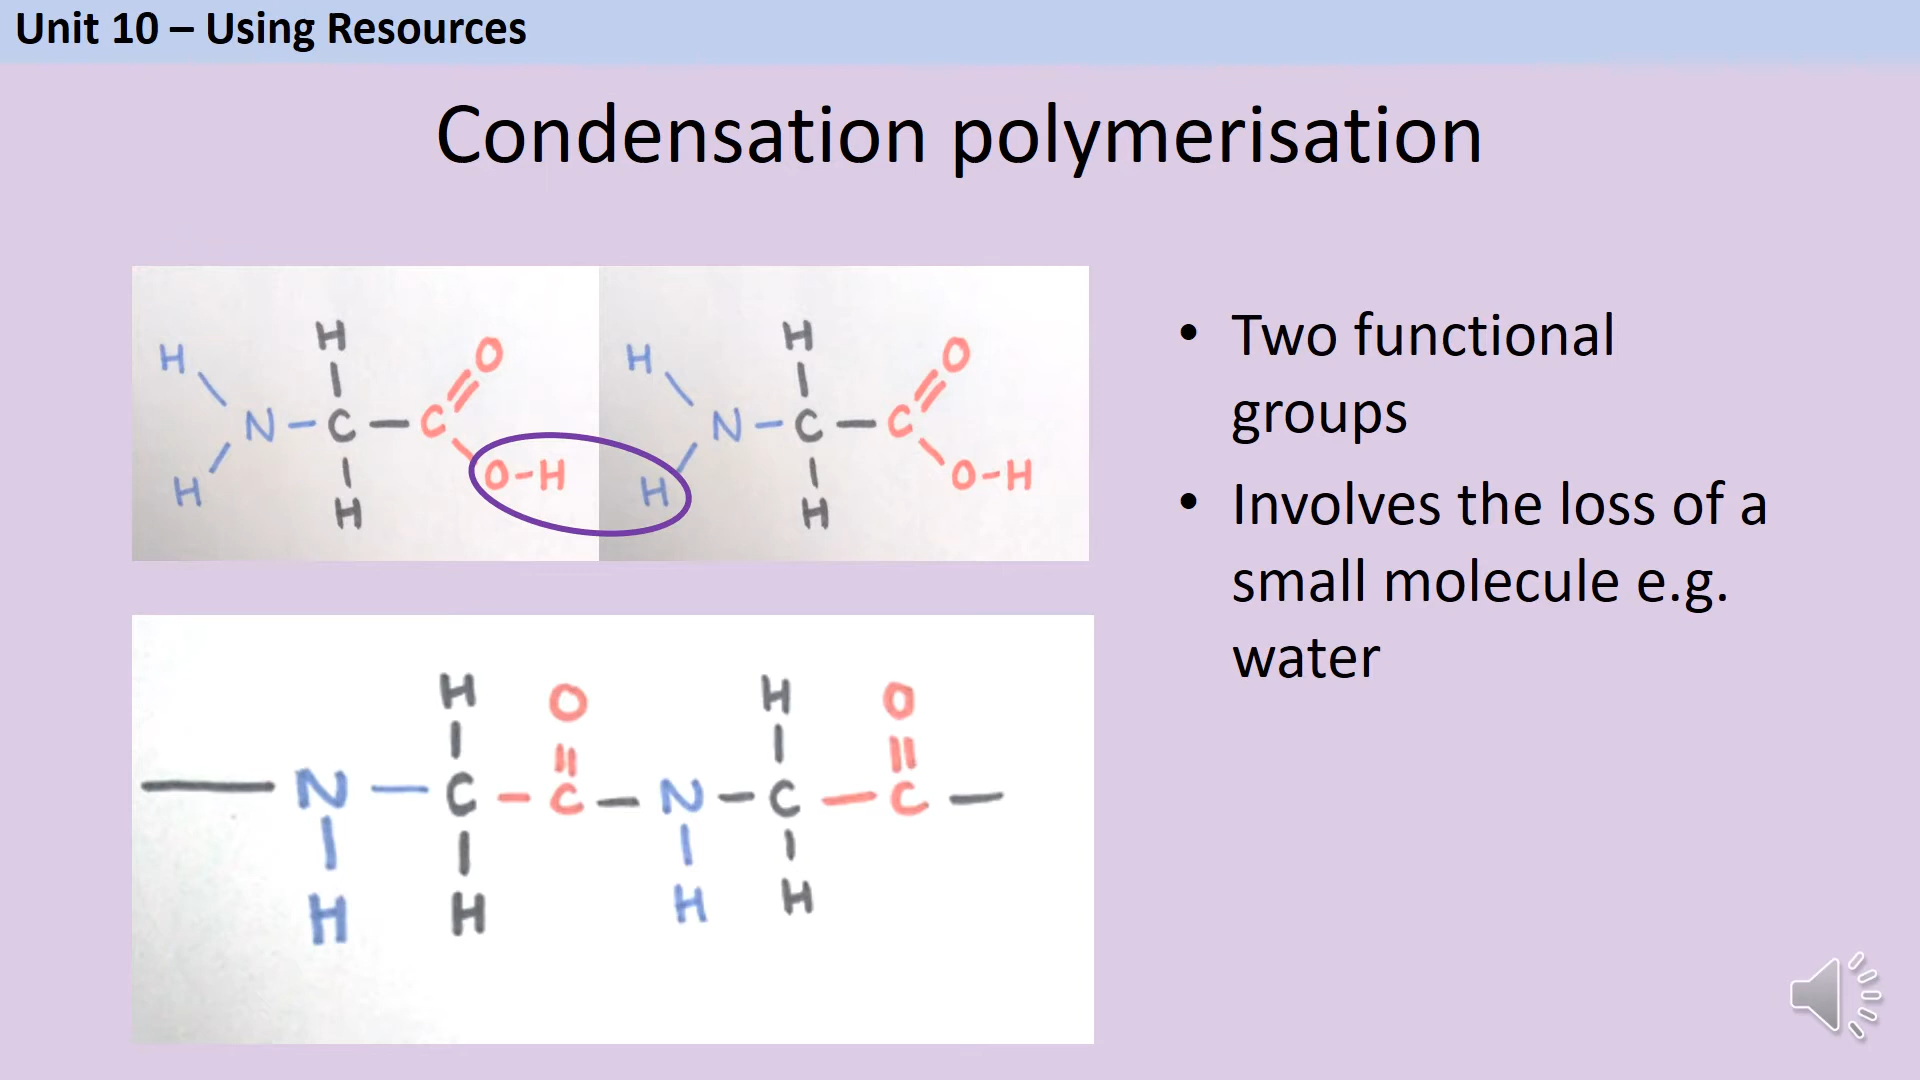 Unit 10 – Using Resources
Condensation polymerisation
H H O H H O
H N – C — C O–H H N – C — C O–H
H H H H
• Two functional
groups
• Involves the loss of a
small molecule e.g.
water
H O H O
— N — C – C — N — C — C —
H H H H